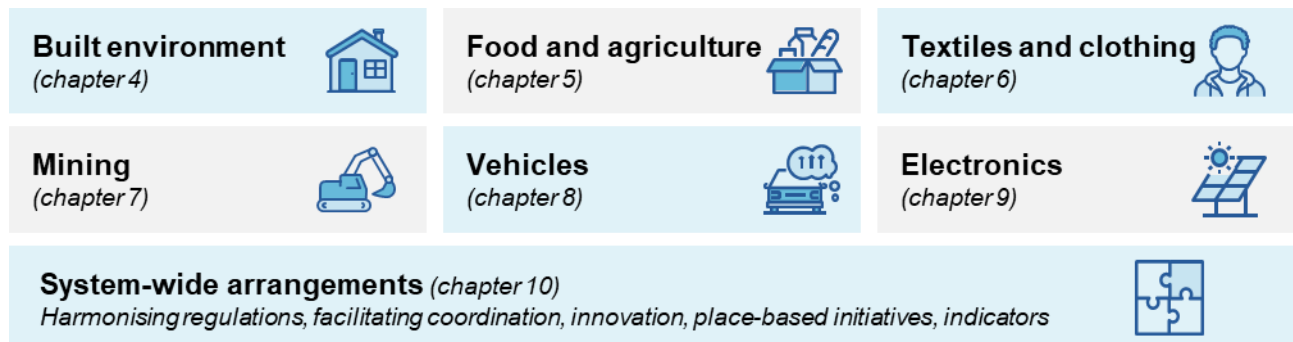 Built environment
(chapter 4)
Food and agriculture
(chapter 5)
Textiles and clothing
(chapter 6)
Mining
(chapter 7)
Vehicles
(chapter 8)
Electronics
(chapter 9)
System-wide arrangements (chapter 10)
Harmonising regulations, facilitating coordination, innovation, place-based initiatives, indicators